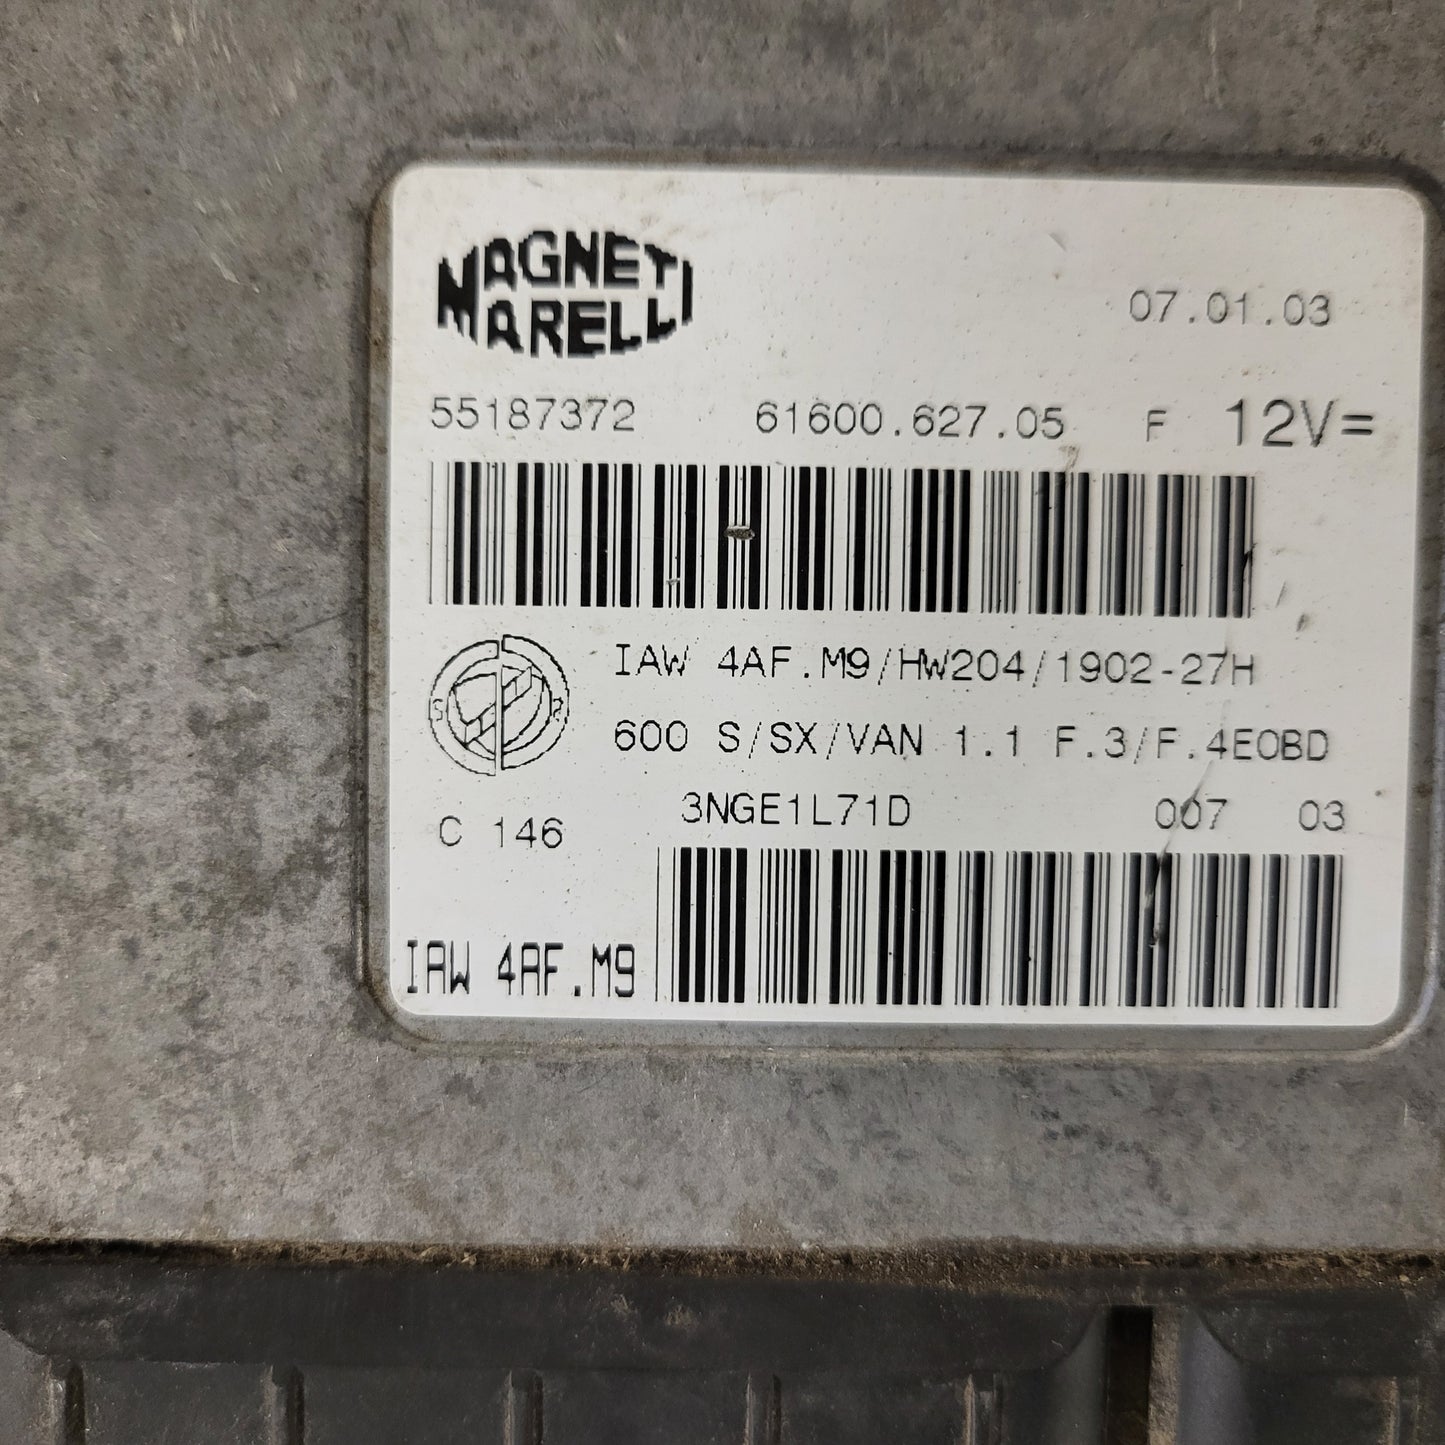 MAGNETI
MARELLI
07.01.03
55187372 61600.627.05 F 12V=
IAW 4AF.M9/HW204/1902-27H
S R
600 S/SX/VAN 1.1 F.3/F.4EOBD
3NGE1L71D 007 03
C 146
IAW 4AF.M9